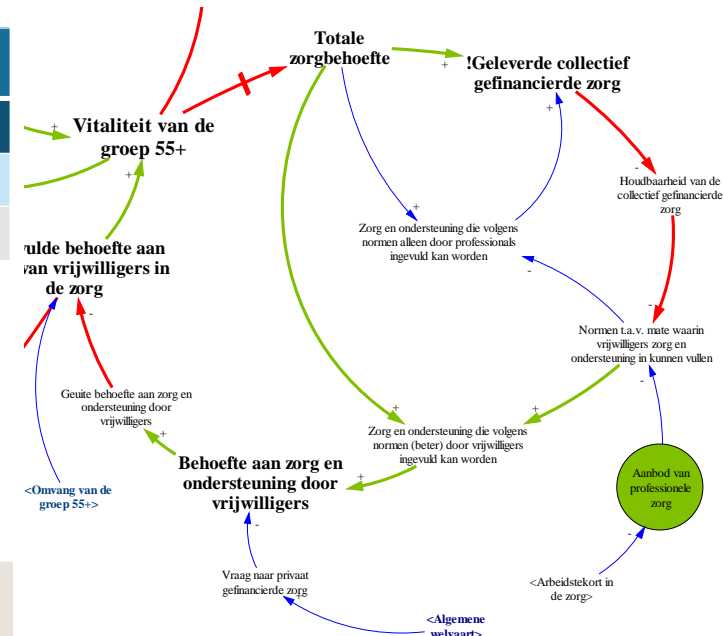 Totale
zorgbehoefte
!Geleverde collectief
gefinancierde zorg
Vitaliteit van de
groep 55+
Houdbaarheid van de
collectief gefinancierde
zorg
Zorg en ondersteuning die volgens
normen alleen door professionals
ingevuld kan worden
behoefte aan
van vrijwilligers in
de zorg
Normen t.a.v. mate waarin
vrijwilligers zorg en
ondersteuning in kunnen vullen
Geuite behoefte aan zorg en
ondersteuning door
vrijwilligers
Zorg en ondersteuning die volgens
normen (beter) door vrijwilligers
ingevuld kan worden
Behoefte aan zorg en
ondersteuning door
vrijwilligers
Aanbod van
professionele
zorg
<Omvang van de
groep 55+>
Vraag naar privaat
gefinancierde zorg
<Arbeidstekort in
de zorg>
<Algemene
welvaart>